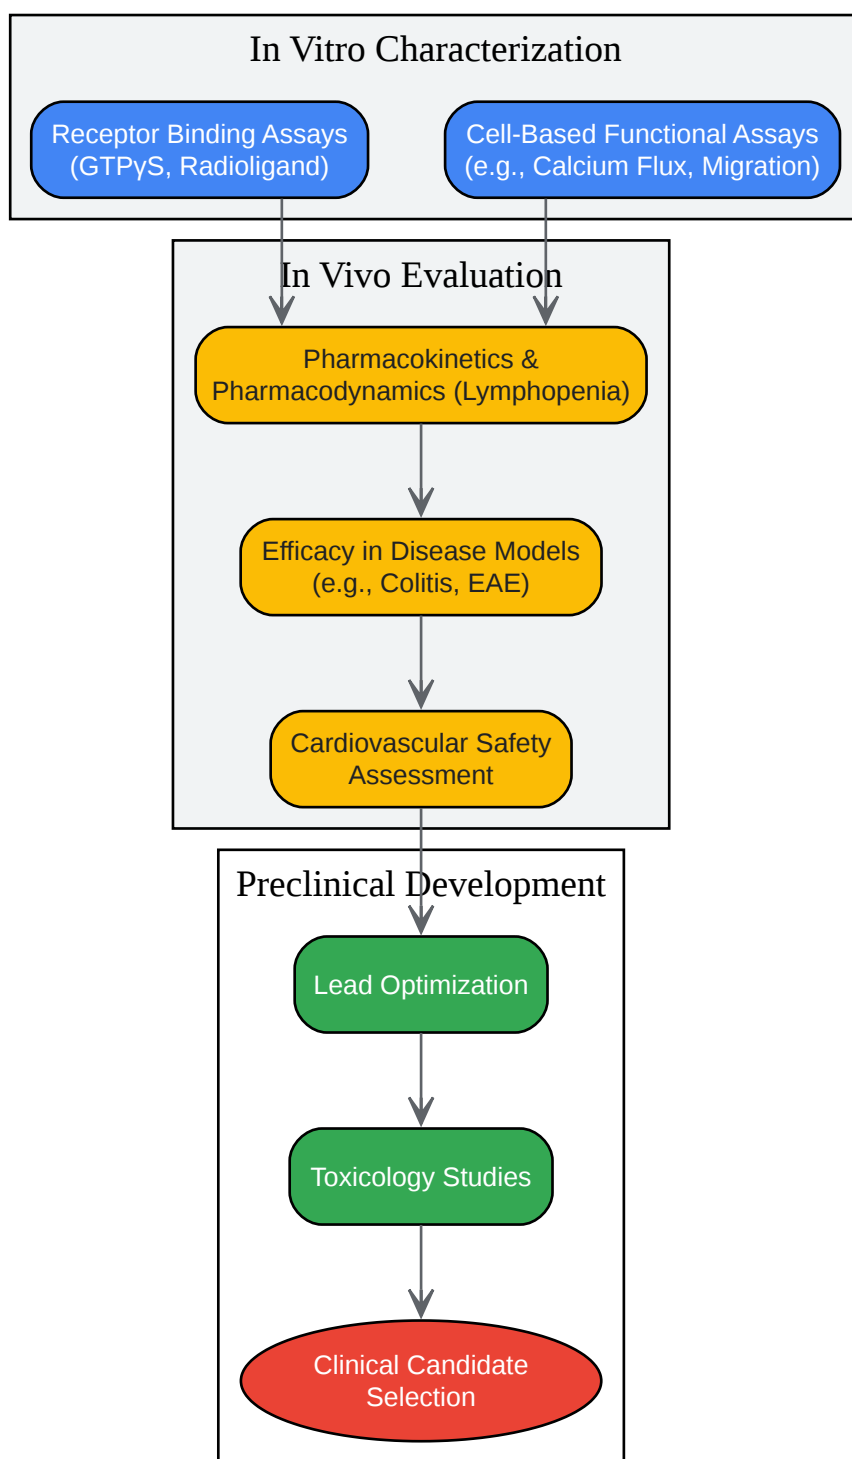 In Vitro Characterization
Receptor Binding Assays
(GTPγS, Radioligand)
Cell-Based Functional Assays
(e.g., Calcium Flux, Migration)
In Vivo Evaluation
Pharmacokinetics &
Pharmacodynamics (Lymphopenia)
Efficacy in Disease Models
(e.g., Colitis, EAE)
Cardiovascular Safety
Assessment
Preclinical Development
Lead Optimization
Toxicology Studies
Clinical Candidate
Selection